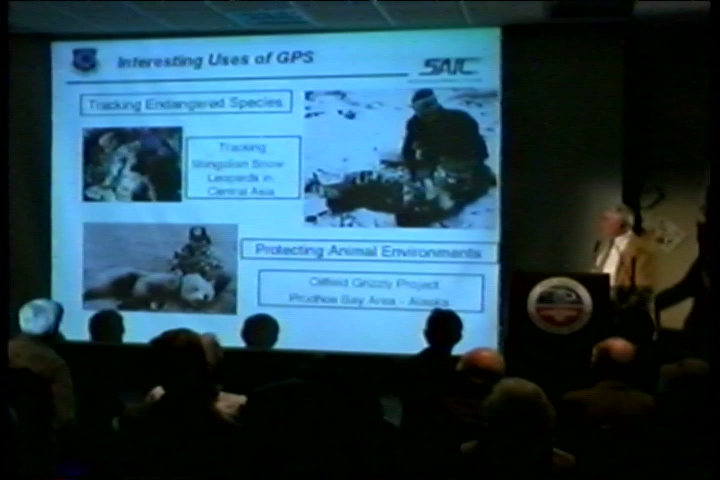 Interesting Uses of GPS
SAIC
Tracking Endangered Species
Tracking
Mongolian Snow
Leopards in
Central Asia
Protecting Animal Environments
Oilfield Grizzly Project
Prudhoe Bay Area - Alaska